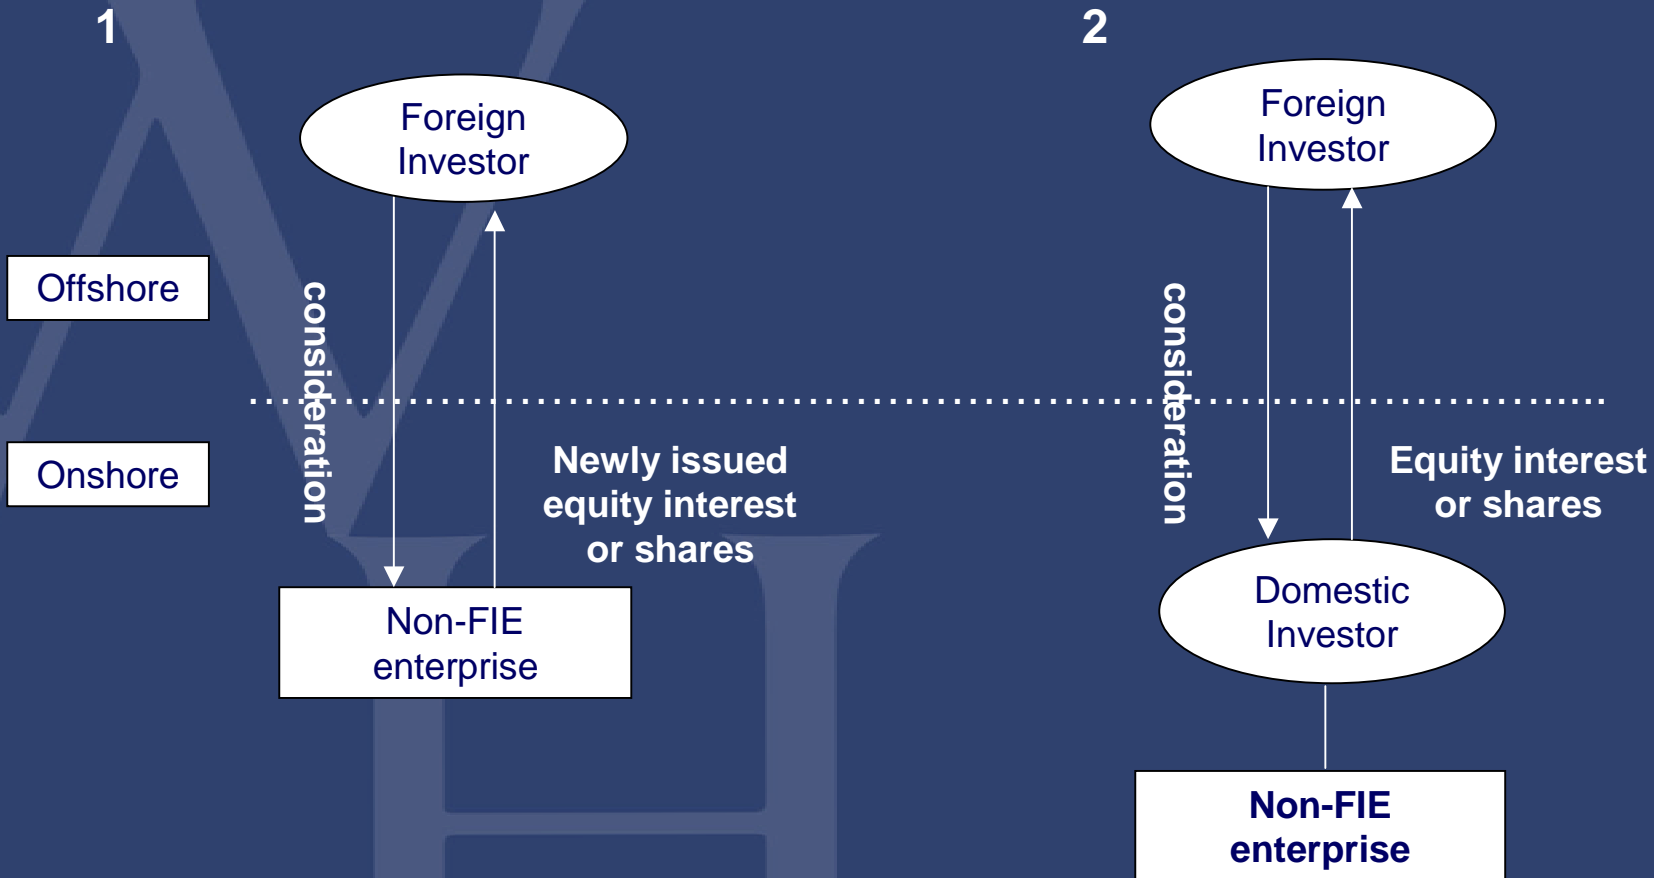 1
2
Foreign
Investor
Foreign
Investor
Offshore
consideration
consideration
Onshore
Newly issued
equity interest
or shares
Equity interest
or shares
Non-FIE
enterprise
Domestic
Investor
Non-FIE
enterprise